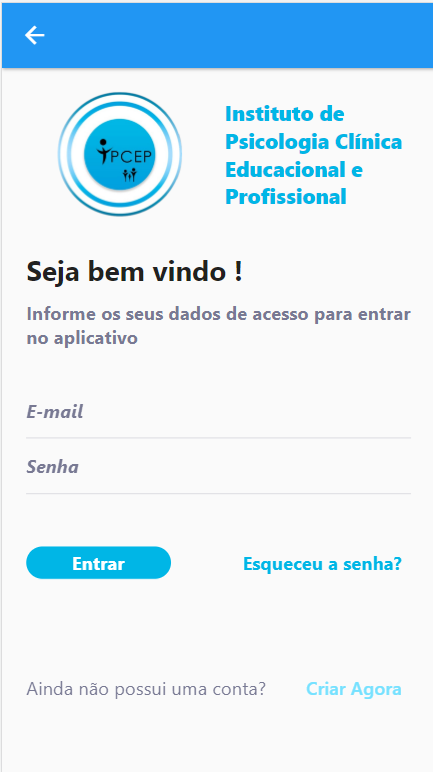 IPCEP
Instituto de
Psicologia Clínica
Educacional e
Profissional
Seja bem vindo !
Informe os seus dados de acesso para entrar
no aplicativo
E-mail
Senha
Entrar
Esqueceu a senha?
Ainda não possui uma conta?
Criar Agora